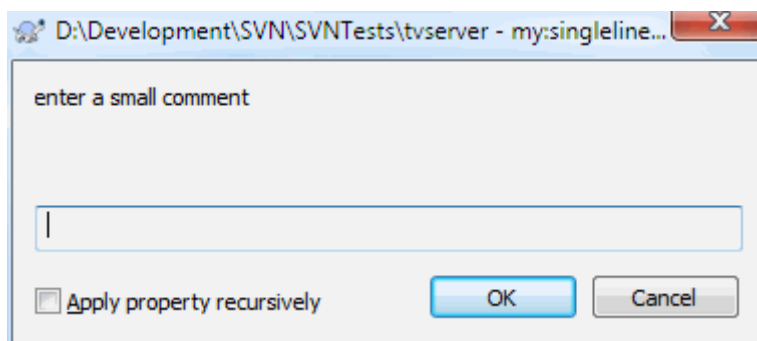 D:\Development\SVN\SVNTests\tvserver - my:singleline...
enter a small comment
Apply property recursively
OK
Cancel